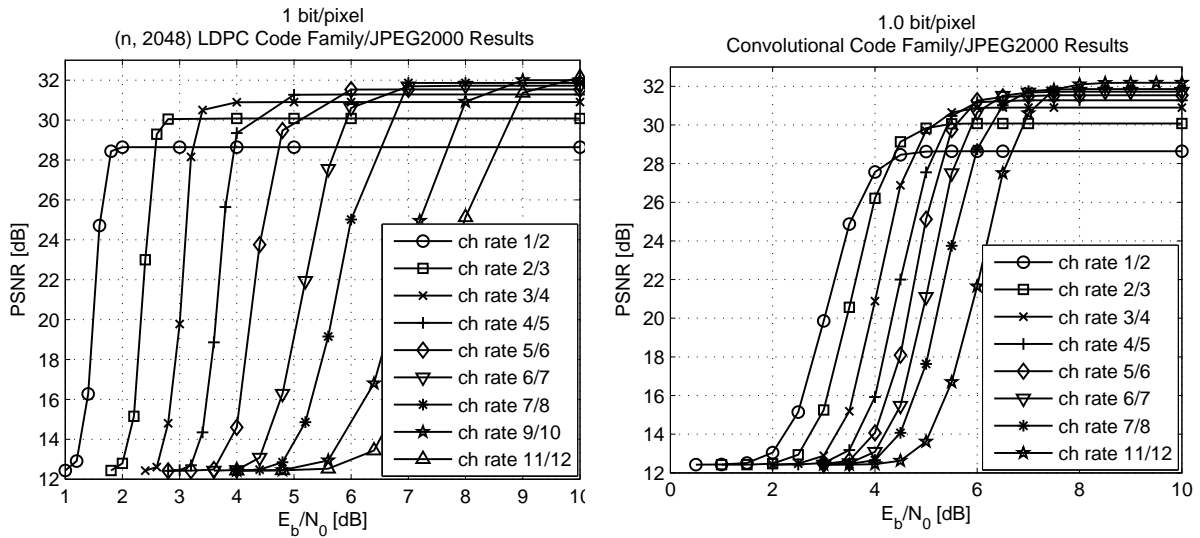 1 bit/pixel
(n, 2048) LDPC Code Family/JPEG2000 Results
PSNR [dB]
32
30
28
26
24
22
20
18
16
14
12
1
2
3
4
5
6
7
8
9
10
E_b/N_0 [dB]
ch rate 1/2
ch rate 2/3
ch rate 3/4
ch rate 4/5
ch rate 5/6
ch rate 6/7
ch rate 7/8
ch rate 9/10
ch rate 11/12
1.0 bit/pixel
Convolutional Code Family/JPEG2000 Results
PSNR [dB]
32
30
28
26
24
22
20
18
16
14
12
0
2
4
6
8
10
E_b/N_0 [dB]
ch rate 1/2
ch rate 2/3
ch rate 3/4
ch rate 4/5
ch rate 5/6
ch rate 6/7
ch rate 7/8
ch rate 11/12